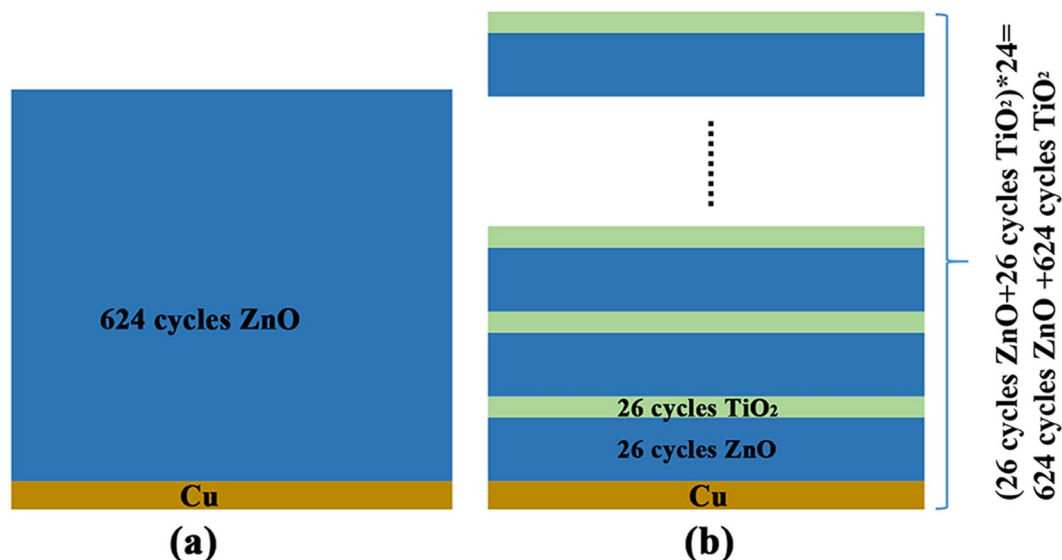 624 cycles ZnO
Cu
(a)
26 cycles TiO₂
26 cycles ZnO
Cu
(b)
(26 cycles ZnO+26 cycles TiO₂)*24=
624 cycles ZnO +624 cycles TiO₂